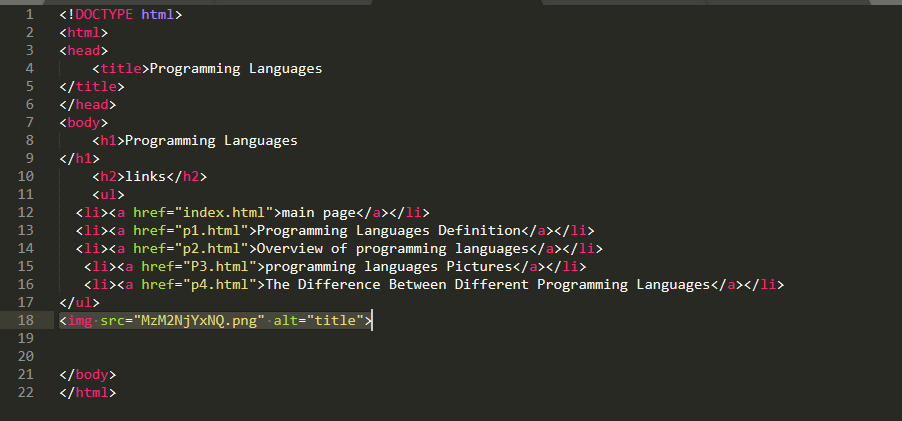 1 <!DOCTYPE html>
2 <html>
3 <head>
4     <title>Programming Languages
5 </title>
6 </head>
7 <body>
8     <h1>Programming Languages
9 </h1>
10     <h2>links</h2>
11     <ul>
12   <li><a href="index.html">main page</a></li>
13   <li><a href="p1.html">Programming Languages Definition</a></li>
14   <li><a href="p2.html">Overview of programming languages</a></li>
15    <li><a href="P3.html">programming languages Pictures</a></li>
16    <li><a href="p4.html">The Difference Between Different Programming Languages</a></li>
17 </ul>
18 <img src="MzM2NjYxNQ.png" alt="title">
19
20
21 </body>
22 </html>